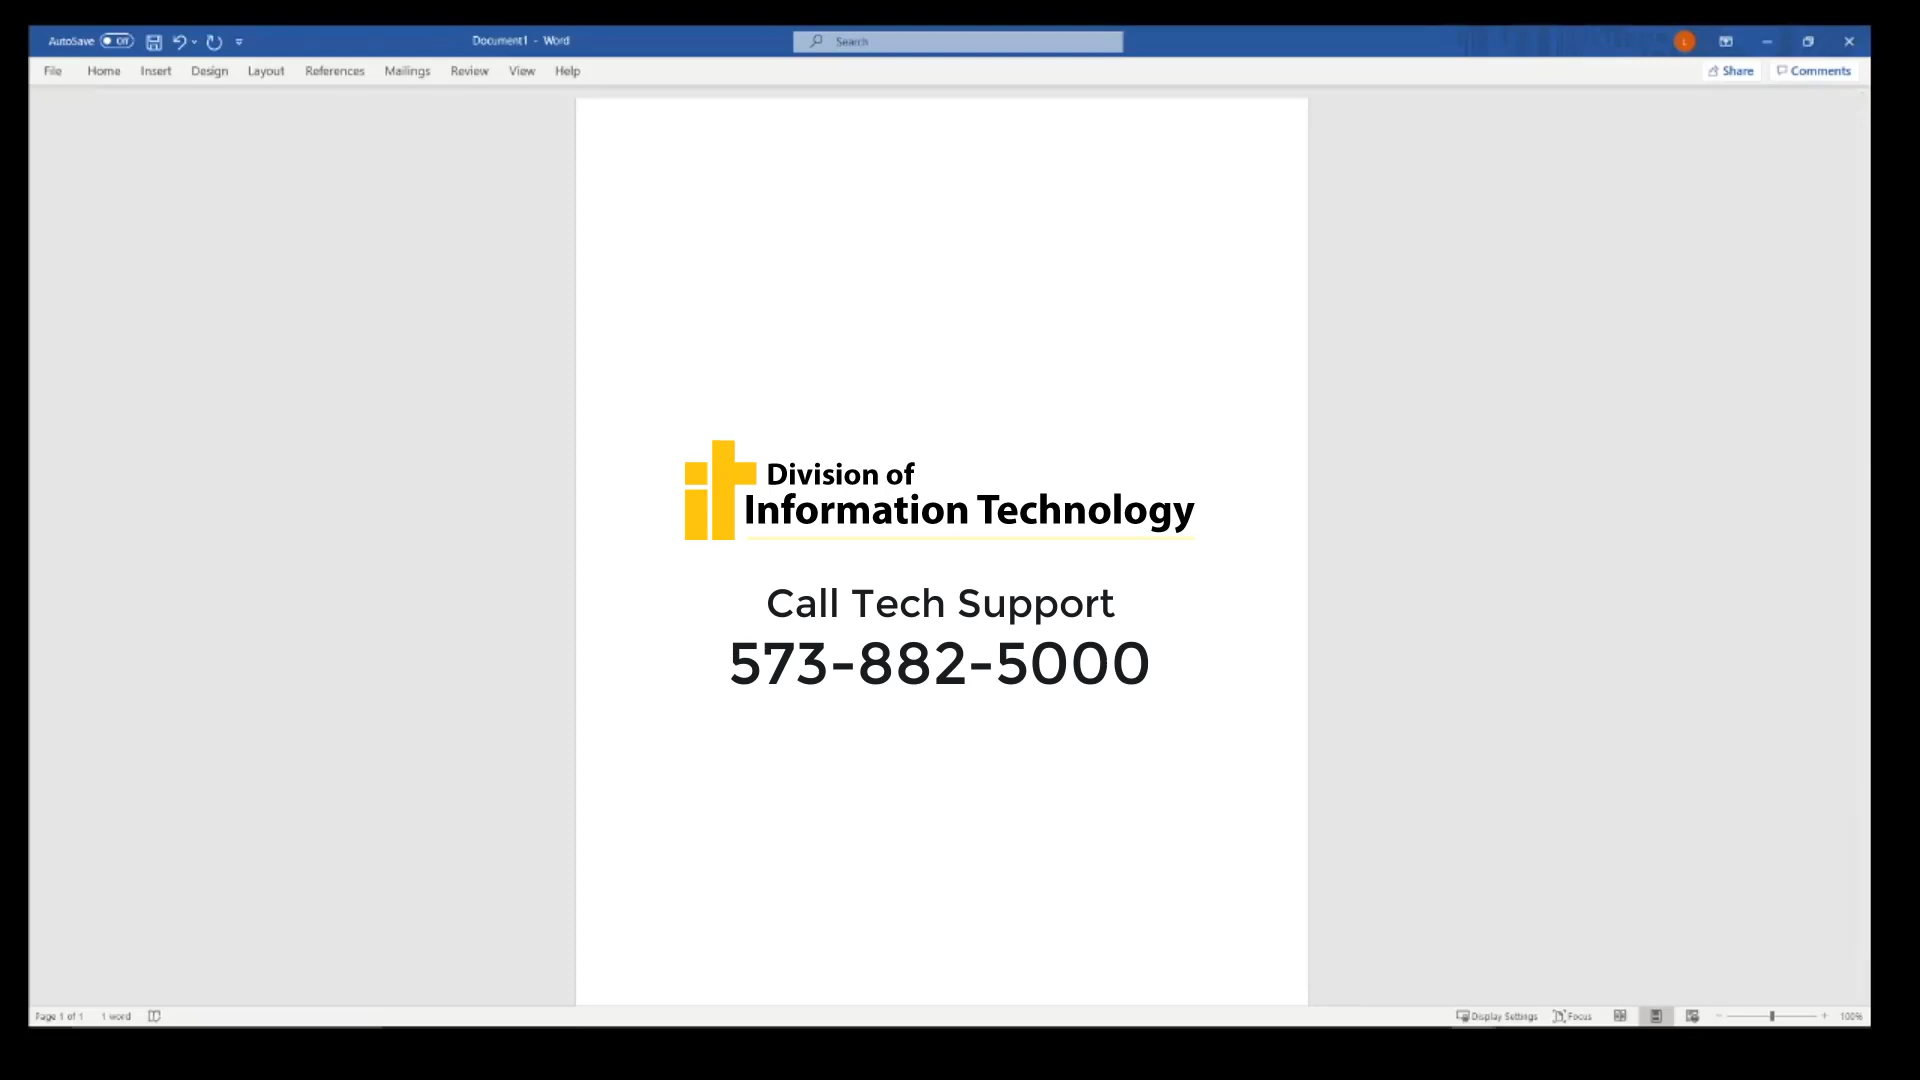 AutoSave Off Document1 - Word Search L
File Home Insert Design Layout References Mailings Review View Help Share Comments
it Division of
Information Technology
Call Tech Support
573-882-5000
Page 1 of 1 1 word Display Settings Focus 100%